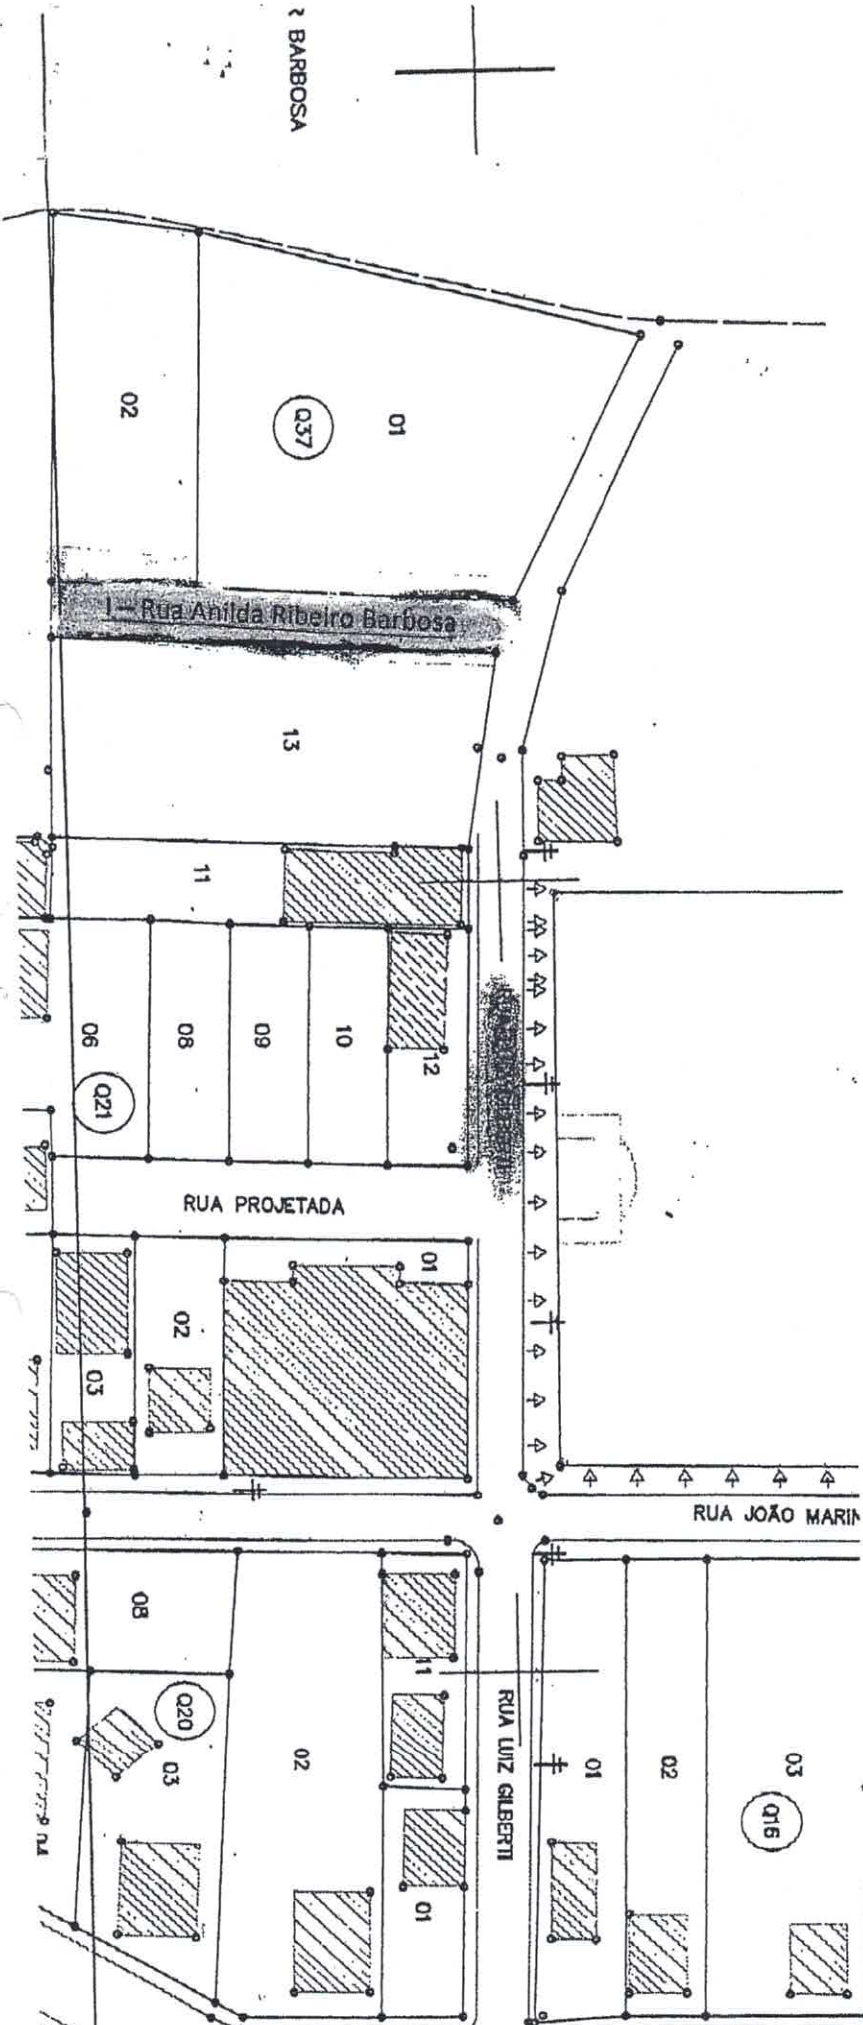 R BARBOSA
02
Q37
01
I – Rua Anilda Ribeiro Barbosa
13
11
06
08
09
10
12
Q21
RUA PROJETADA
01
02
03
RUA JOÃO MARIN
08
11
Q20
03
02
RUA LUIZ GILBERTI
01
02
03
Q16
04
01